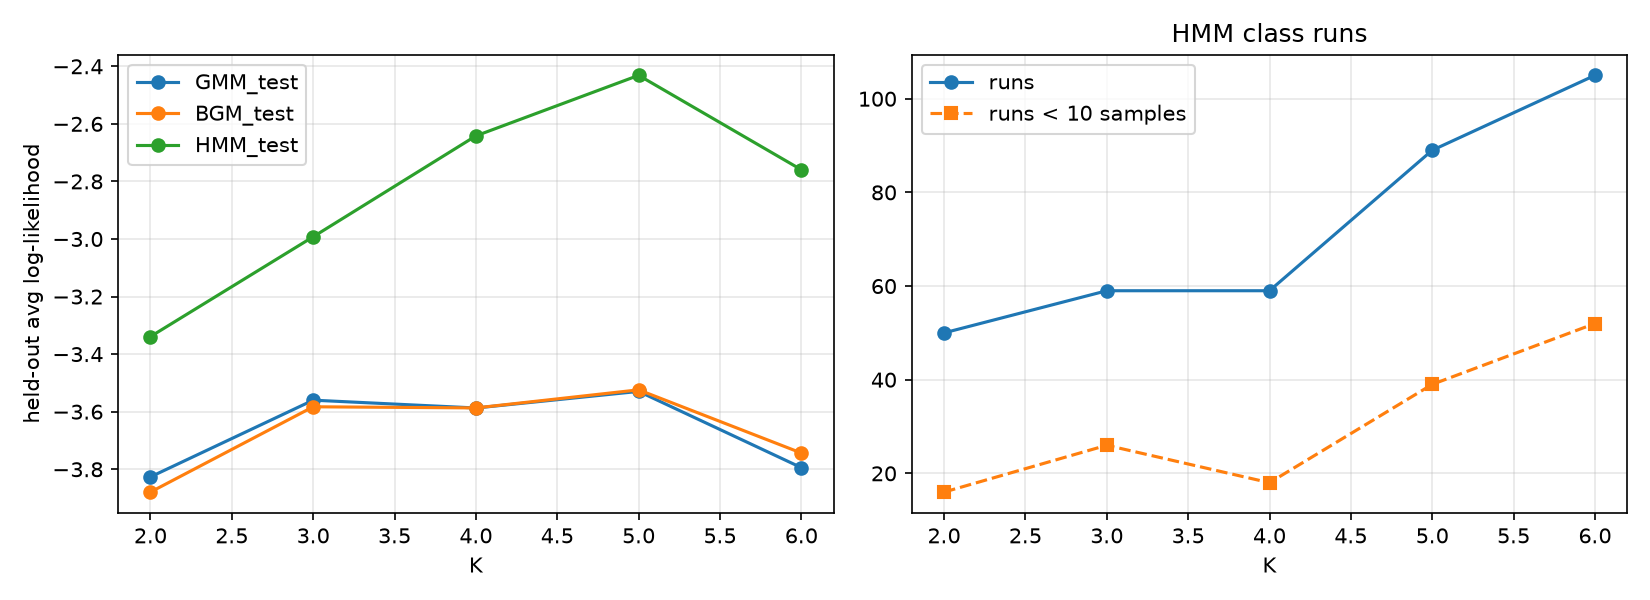 GMM_test
BGM_test
HMM_test
held-out avg log-likelihood
−2.4
−2.6
−2.8
−3.0
−3.2
−3.4
−3.6
−3.8
2.0 2.5 3.0 3.5 4.0 4.5 5.0 5.5 6.0
K
HMM class runs
runs
runs < 10 samples
100
80
60
40
20
2.0 2.5 3.0 3.5 4.0 4.5 5.0 5.5 6.0
K